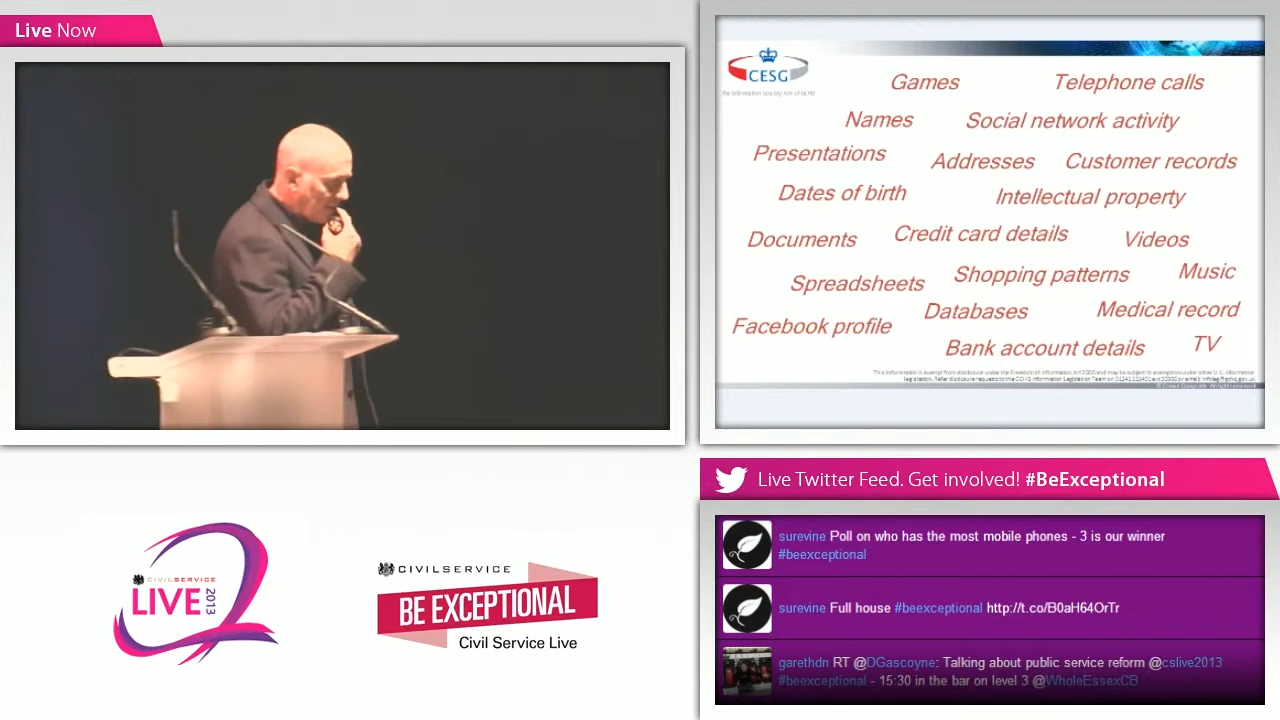 Live Now
CESG
Games
Telephone calls
Names
Social network activity
Presentations
Addresses
Customer records
Dates of birth
Intellectual property
Documents
Credit card details
Videos
Spreadsheets
Shopping patterns
Music
Databases
Medical record
Facebook profile
Bank account details
TV
Live Twitter Feed. Get involved! #BeExceptional
surevine Poll on who has the most mobile phones - 3 is our winner
#beexceptional
surevine Full house #beexceptional http://t.co/B0aH64OrTr
garethdn RT @DGascoyne: Talking about public service reform @cslive2013
#beexceptional - 15:30 in the bar on level 3 @WholeEssexCB
CIVILSERVICE
LIVE 2013
CIVILSERVICE
BE EXCEPTIONAL
Civil Service Live